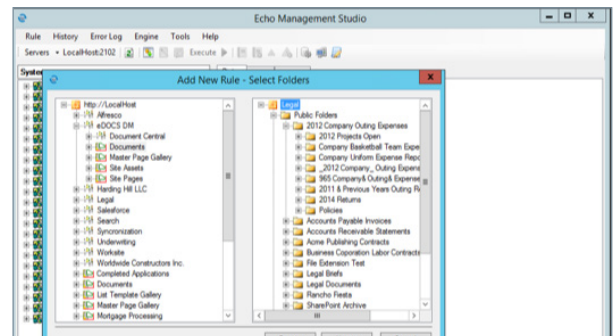 Echo Management Studio
Rule History Error Log Engine Tools Help
Servers LocalHost:2102 Execute
Add New Rule - Select Folders
http://LocalHost
Alfresco
eDOCS DM
Document Central
Documents
Master Page Gallery
Site Assets
Site Pages
Harding Hill LLC
Legal
Salesforce
Search
Syncronization
Underwriting
Worksite
Worldwide Constructors Inc.
Completed Applications
Documents
List Template Gallery
Master Page Gallery
Mortgage Processing
Legal
Public Folders
2012 Company Outing Expenses
2012 Projects Open
Company Basketball Team Expe
Company Uniform Expense Repo
_2012 Company_ Outing Expens
965 Company& Outing& Expense
2011 & Previous Years Outing R
2014 Returns
Policies
Accounts Payable Invoices
Accounts Receivable Statements
Acme Publishing Contracts
Business Coporation Labor Contracts
File Extension Test
Legal Briefs
Legal Documents
Rancho Fiesta
SharePoint Archive